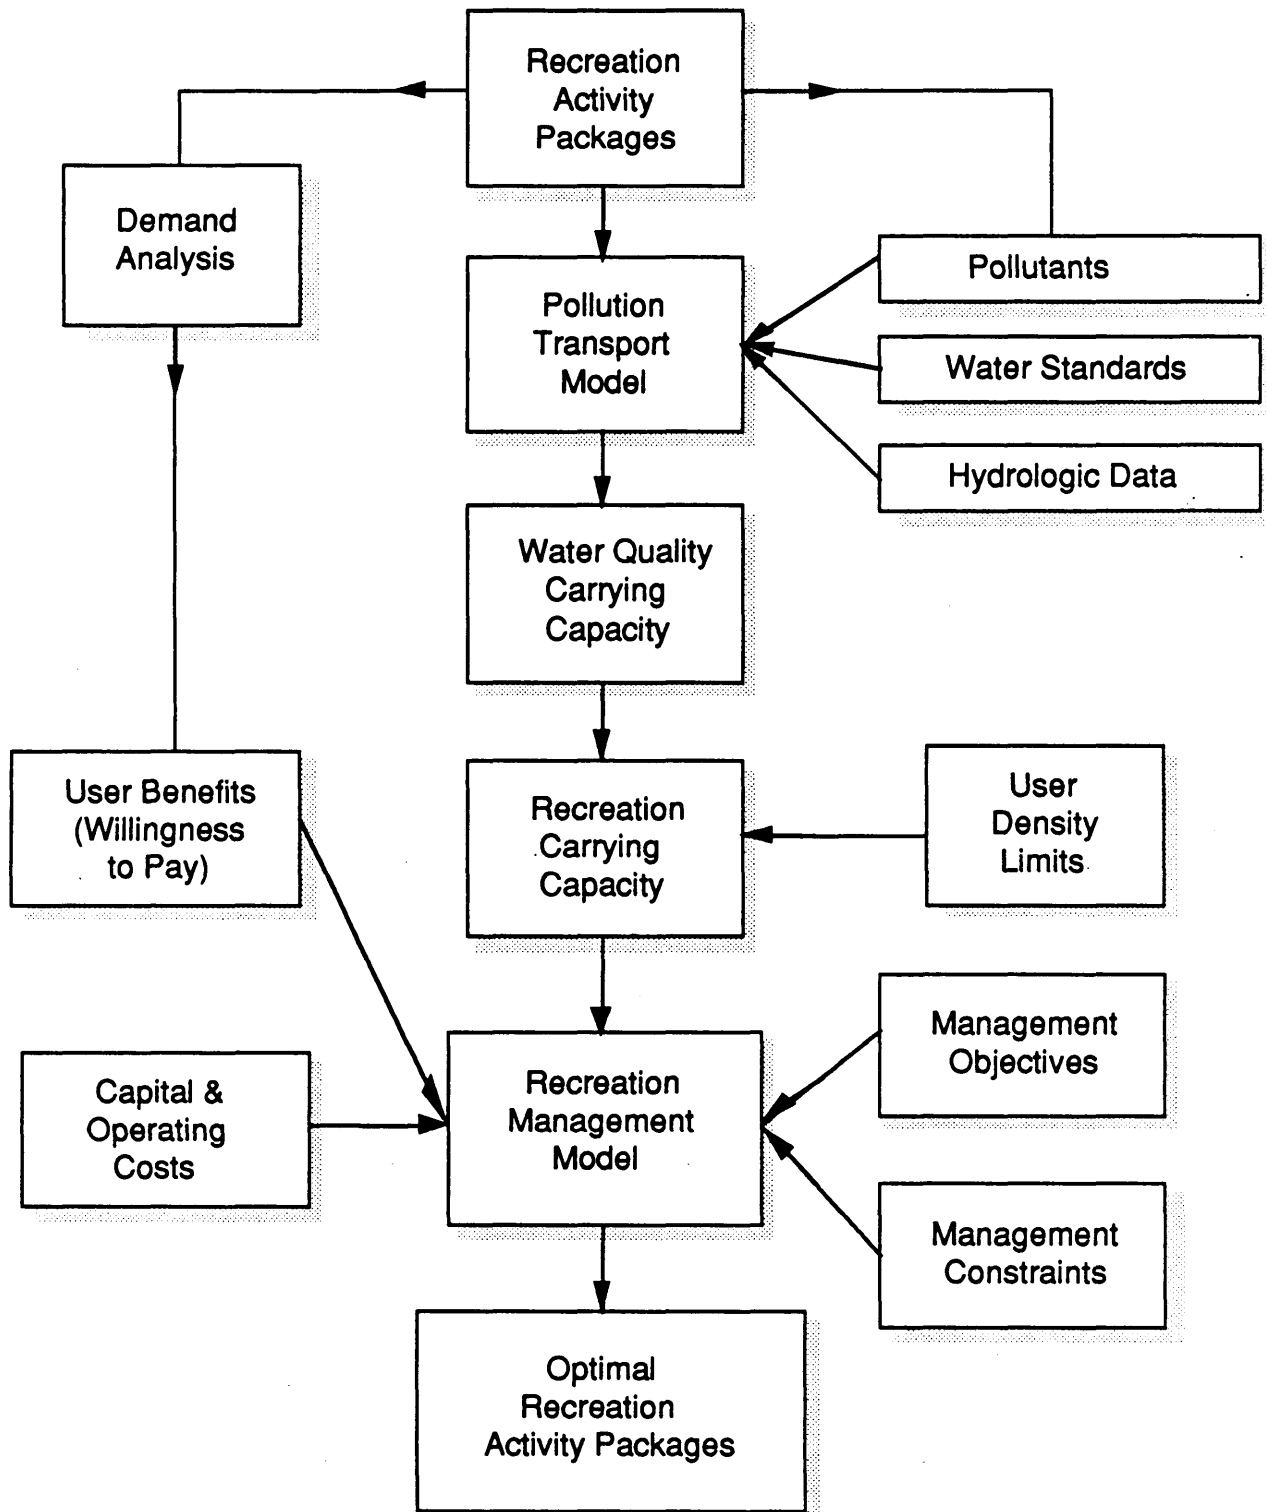 Recreation
Activity
Packages
Demand
Analysis
Pollutants
Pollution
Transport
Model
Water Standards
Hydrologic Data
Water Quality
Carrying
Capacity
User Benefits
(Willingness
to Pay)
Recreation
Carrying
Capacity
User
Density
Limits
Management
Objectives
Capital &
Operating
Costs
Recreation
Management
Model
Management
Constraints
Optimal
Recreation
Activity Packages